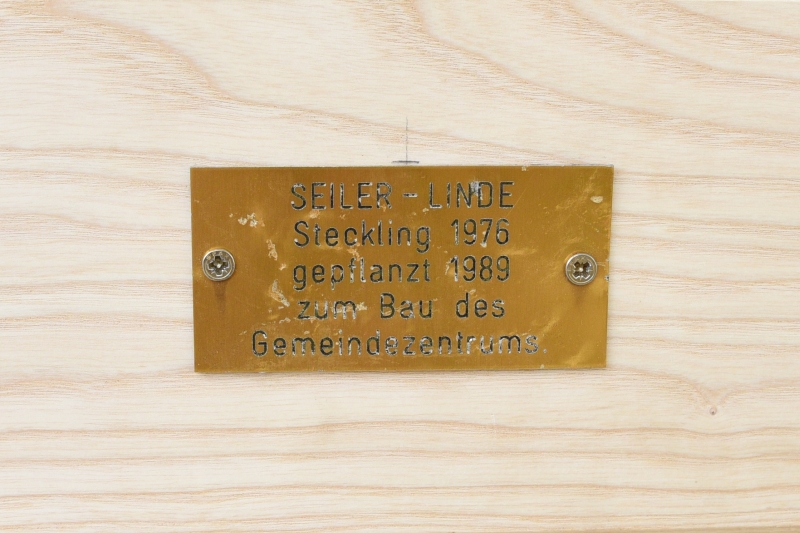 SEILER - LINDE
Steckling 1976
gepflanzt 1989
zum Bau des
Gemeindezentrums.